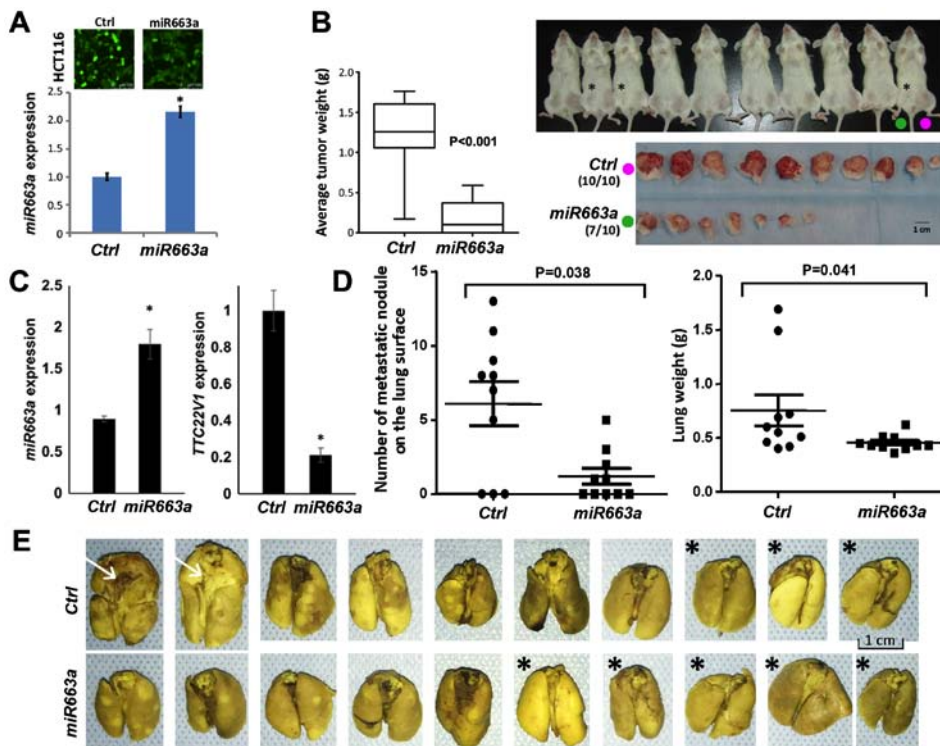 A
Ctrl
miR663a
HCT116
miR663a expression
2.5
2.0
1.5
1.0
0.5
0
*
Ctrl
miR663a
B
Average tumor weight (g)
2.0
1.5
1.0
0.5
0.0
P<0.001
Ctrl
miR663a
* * *
Ctrl
(10/10)
miR663a
(7/10)
1 cm
C
miR663a expression
2.5
2
1.5
1
0.5
0
*
Ctrl miR663a
TTC22V1 expression
1
0.8
0.6
0.4
0.2
0
*
Ctrl miR663a
D
Number of metastatic nodule
on the lung surface
15
10
5
0
P=0.038
Ctrl
miR663a
Lung weight (g)
2.0
1.5
1.0
0.5
0.0
P=0.041
Ctrl
miR663a
E
Ctrl
* * *
1 cm
miR663a
* * * * *